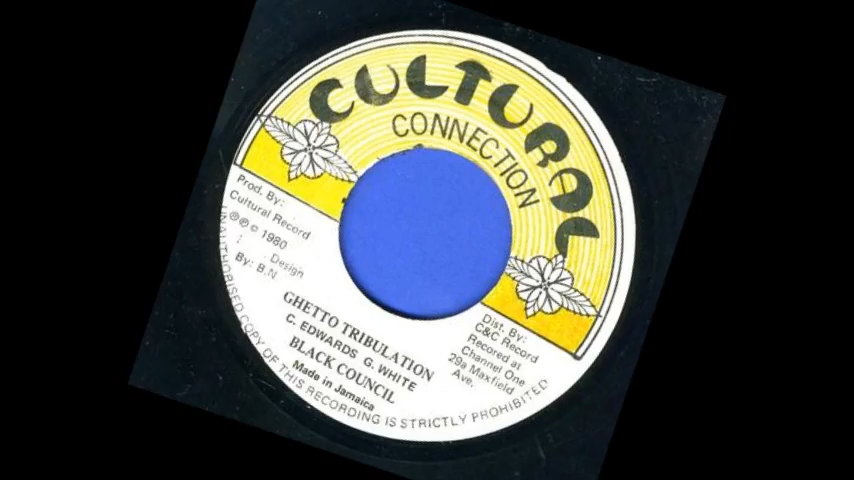 CULTURAL
CONNECTION
Prod. By:
Cultural Record
℗℗ © 1980
Design
By: B.N
GHETTO TRIBULATION
C. EDWARDS G. WHITE
BLACK COUNCIL
Made in Jamaica
Dist. By:
C&C Record
Recored at
Channel One
29a Maxfield
Ave.
UNAUTHORISED COPY OF THIS RECORDING IS STRICTLY PROHIBITED